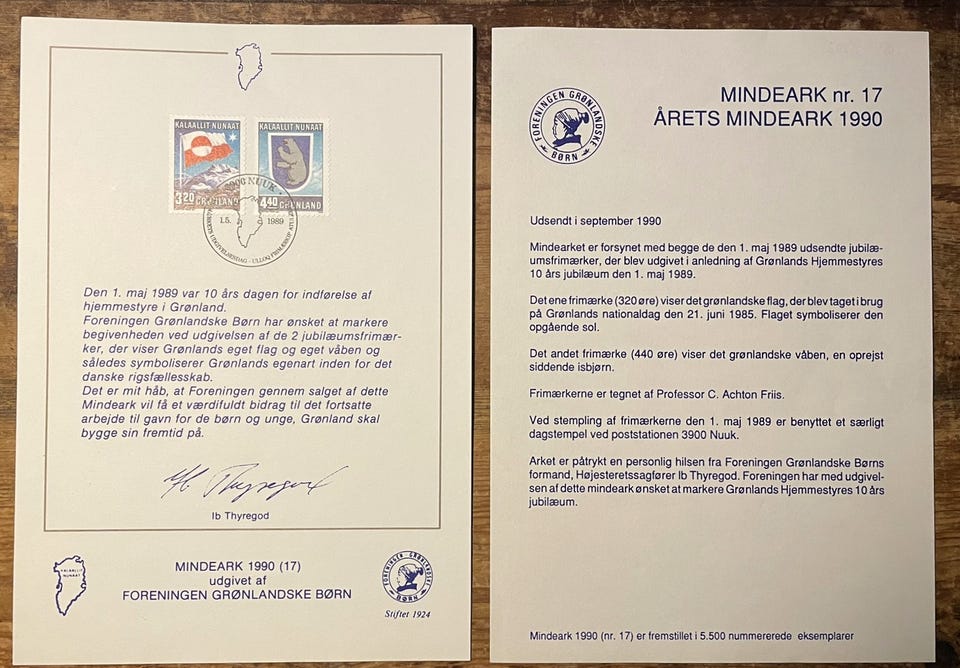 KALAALLIT NUNAAT
3.20 GRØNLAND
KALAALLIT NUNAAT
4.40 GRØNLAND
3900 NUUK
1.5. 1989
Den 1. maj 1989 var 10 års dagen for indførelse af
hjemmestyre i Grønland.
Foreningen Grønlandske Børn har ønsket at markere
begivenheden ved udgivelsen af de 2 jubilæumsfrimær-
ker, der viser Grønlands eget flag og eget våben og
således symboliserer Grønlands egenart inden for det
danske rigsfællesskab.
Det er mit håb, at Foreningen gennem salget af dette
Mindeark vil få et værdifuldt bidrag til det fortsatte
arbejde til gavn for de børn og unge, Grønland skal
bygge sin fremtid på.
Ib Thyregod
Ib Thyregod
KALAALLIT
NUNAAT
MINDEARK 1990 (17)
udgivet af
FORENINGEN GRØNLANDSKE BØRN
FORENINGEN GRØNLANDSKE
BØRN
Stiftet 1924
FORENINGEN GRØNLANDSKE
BØRN
MINDEARK nr. 17
ÅRETS MINDEARK 1990
Udsendt i september 1990
Mindearket er forsynet med begge de den 1. maj 1989 udsendte jubilæ-
umsfrimærker, der blev udgivet i anledning af Grønlands Hjemmestyres
10 års jubilæum den 1. maj 1989.
Det ene frimærke (320 øre) viser det grønlandske flag, der blev taget i brug
på Grønlands nationaldag den 21. juni 1985. Flaget symboliserer den
opgående sol.
Det andet frimærke (440 øre) viser det grønlandske våben, en oprejst
siddende isbjørn.
Frimærkerne er tegnet af Professor C. Achton Friis.
Ved stempling af frimærkerne den 1. maj 1989 er benyttet et særligt
dagstempel ved poststationen 3900 Nuuk.
Arket er påtrykt en personlig hilsen fra Foreningen Grønlandske Børns
formand, Højesteretssagfører Ib Thyregod. Foreningen har med udgivel-
sen af dette mindeark ønsket at markere Grønlands Hjemmestyres 10 års
jubilæum.
Mindeark 1990 (nr. 17) er fremstillet i 5.500 nummererede eksemplarer